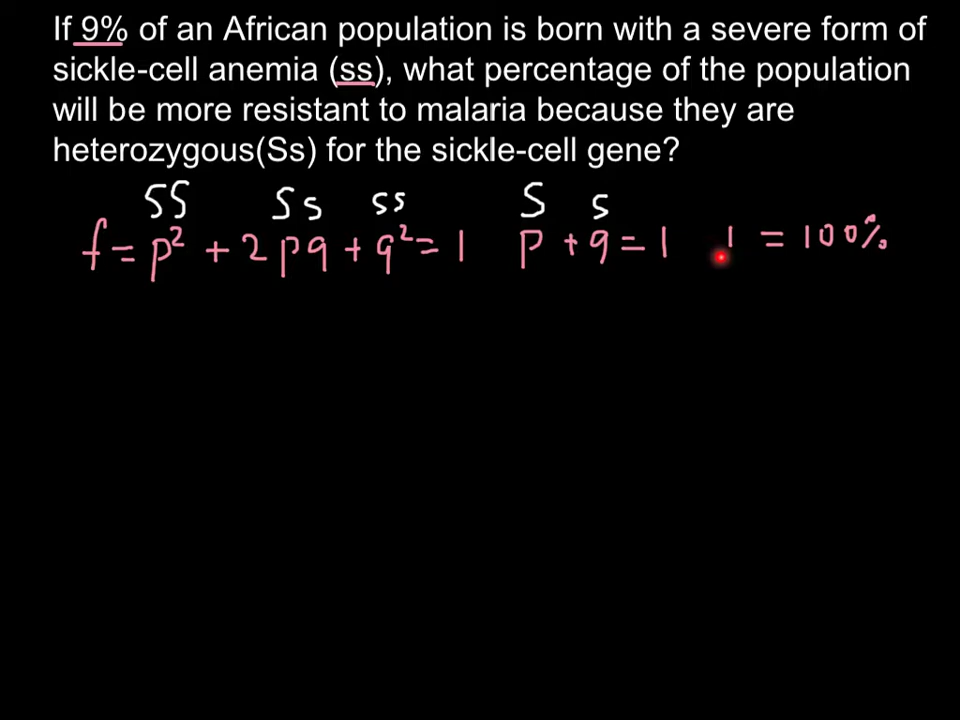 If 9% of an African population is born with a severe form of
sickle-cell anemia (ss), what percentage of the population
will be more resistant to malaria because they are
heterozygous(Ss) for the sickle-cell gene?
SS Ss ss S s
f = p² + 2pq + q² = 1 p + q = 1 1 = 100%